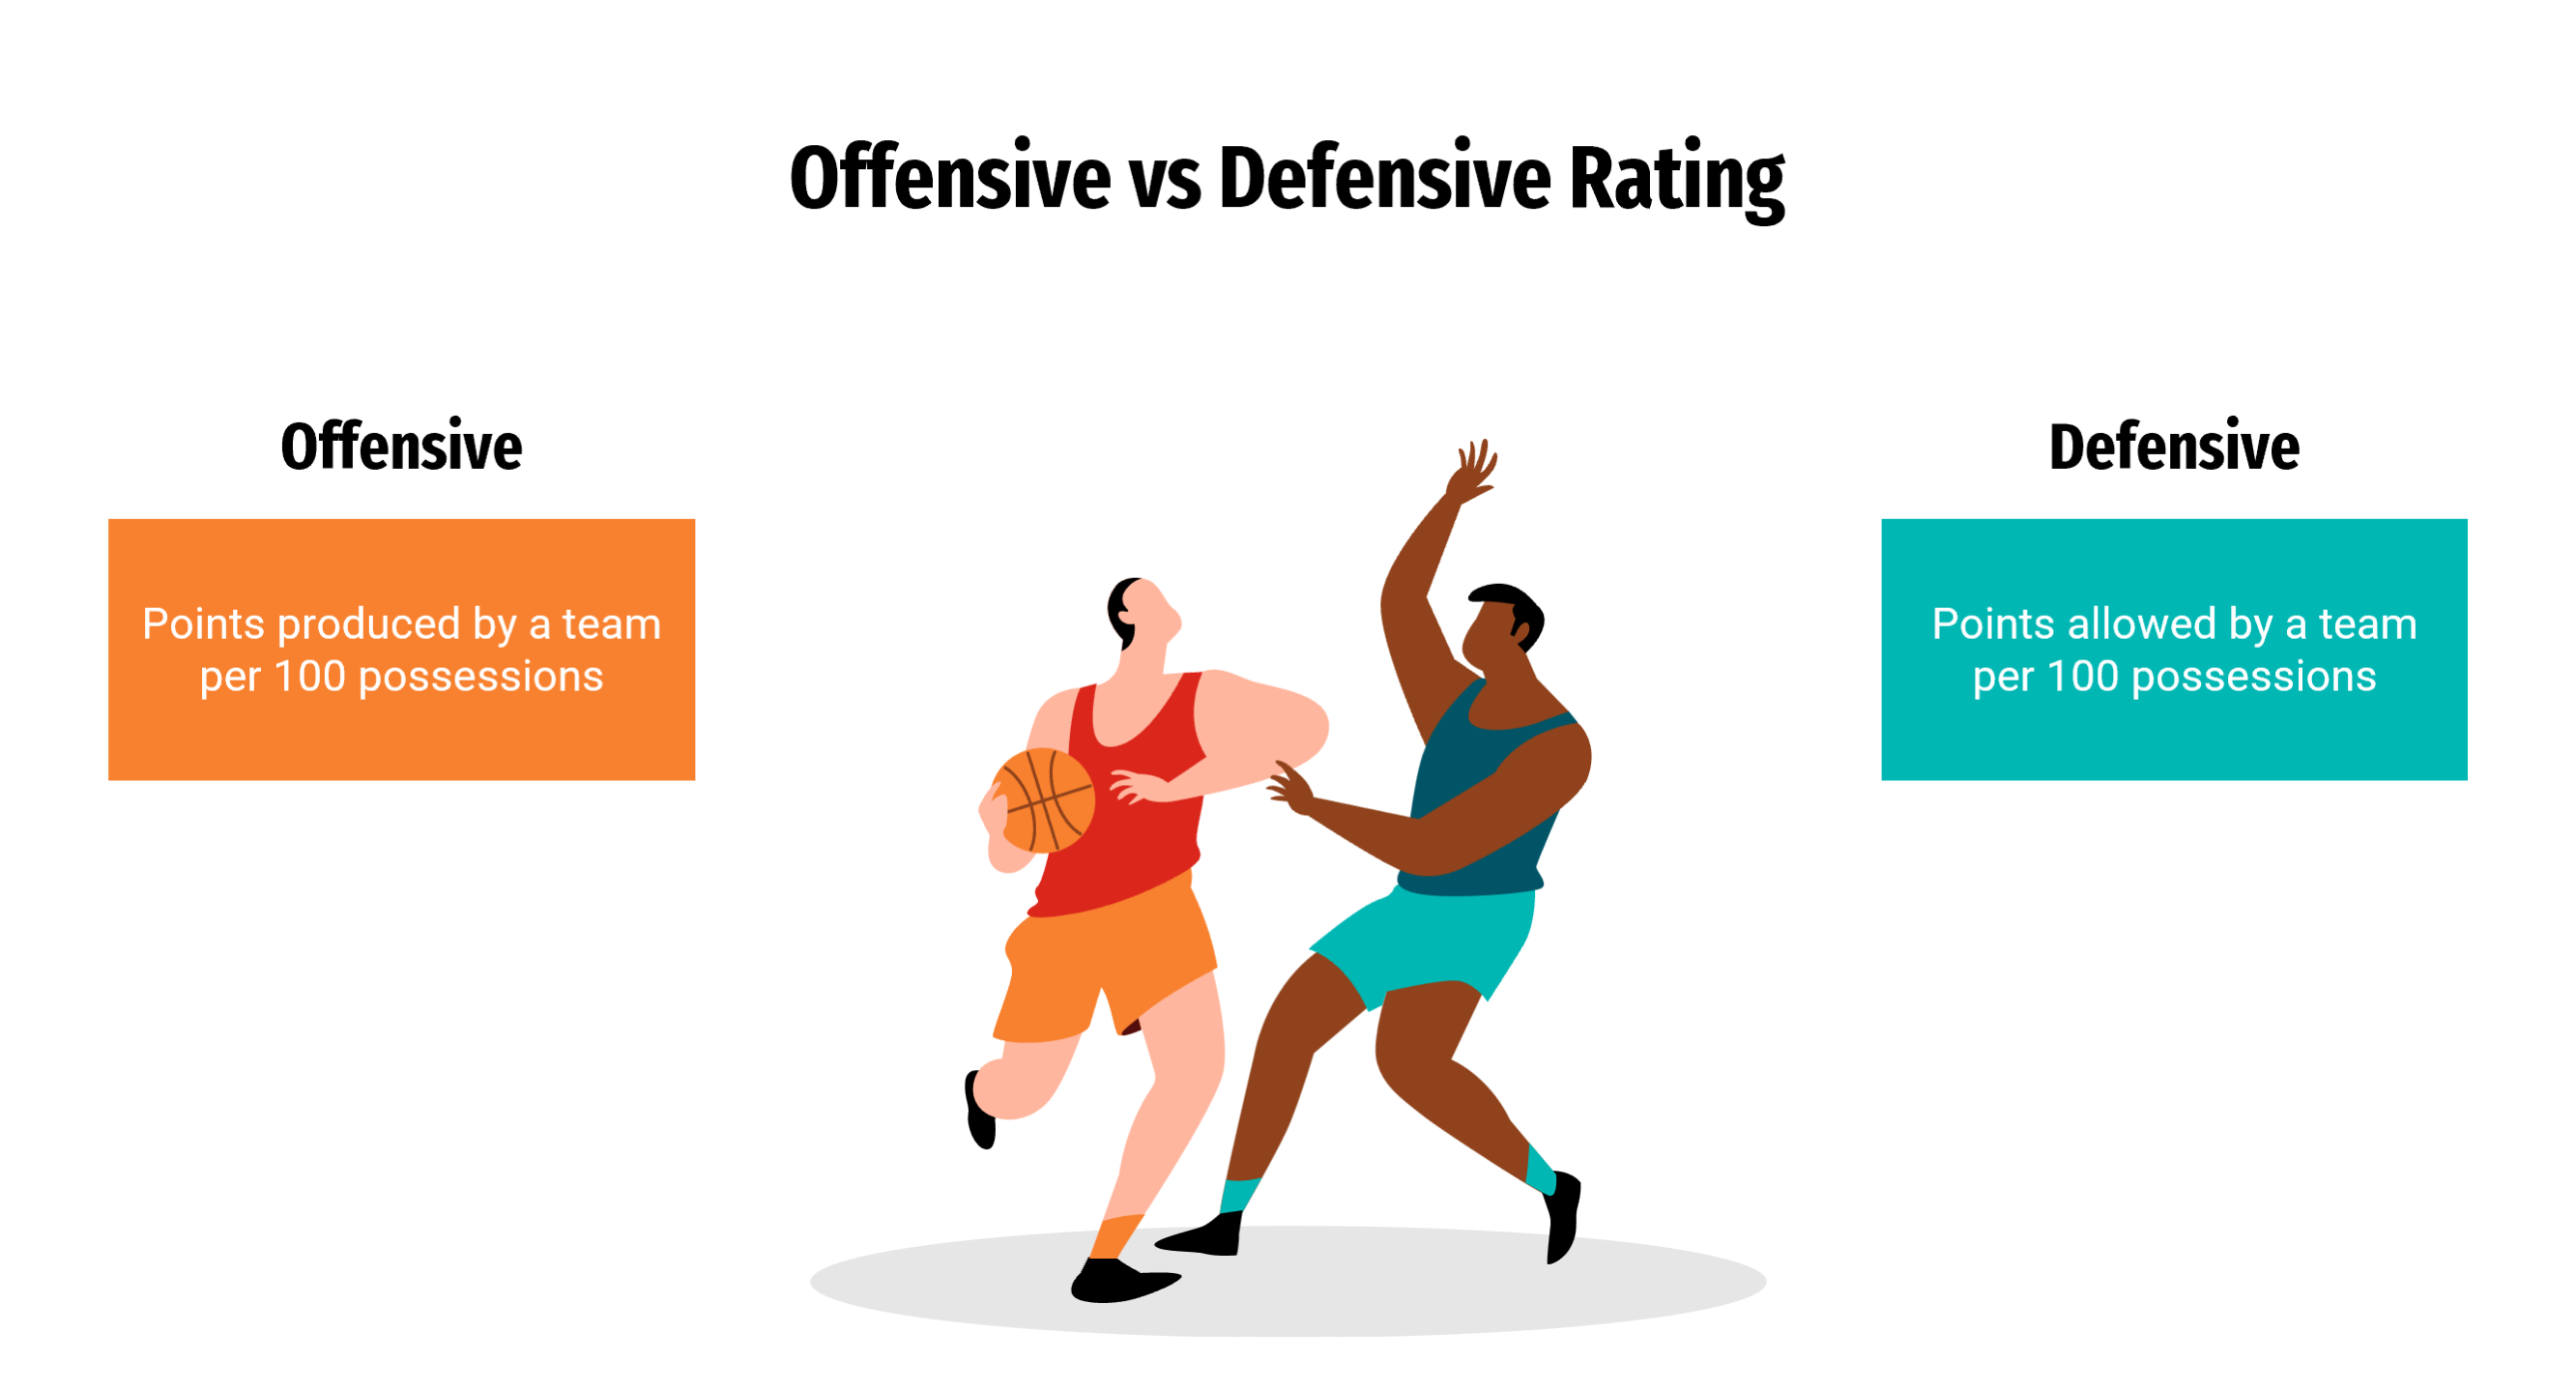 Offensive vs Defensive Rating
Offensive
Points produced by a team
per 100 possessions
Defensive
Points allowed by a team
per 100 possessions